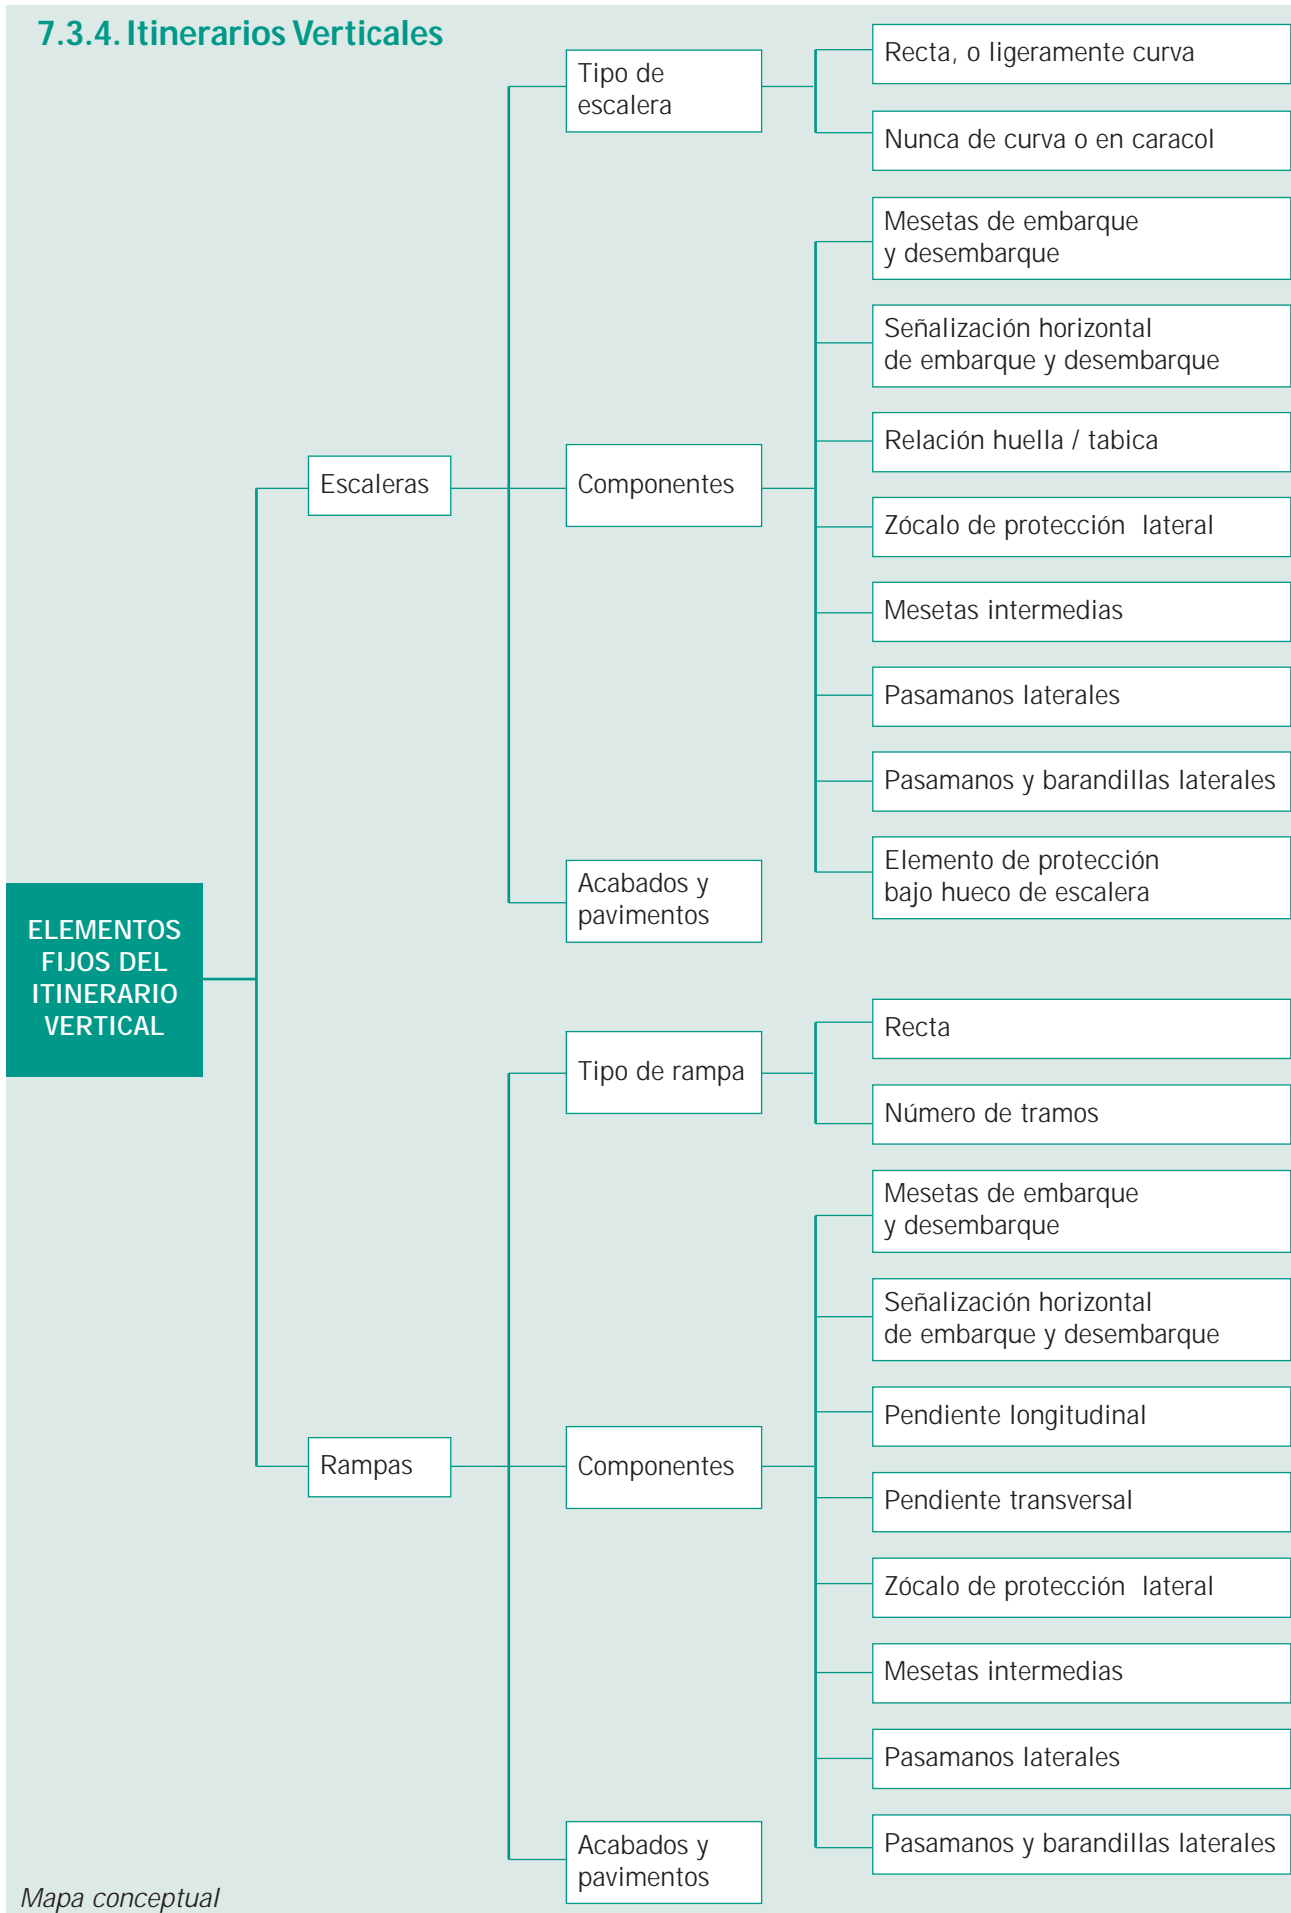 7.3.4. Itinerarios Verticales
ELEMENTOS
FIJOS DEL
ITINERARIO
VERTICAL
Escaleras
Tipo de
escalera
Recta, o ligeramente curva
Nunca de curva o en caracol
Componentes
Mesetas de embarque
y desembarque
Señalización horizontal
de embarque y desembarque
Relación huella / tabica
Zócalo de protección lateral
Mesetas intermedias
Pasamanos laterales
Pasamanos y barandillas laterales
Elemento de protección
bajo hueco de escalera
Acabados y
pavimentos
Rampas
Tipo de rampa
Recta
Número de tramos
Componentes
Mesetas de embarque
y desembarque
Señalización horizontal
de embarque y desembarque
Pendiente longitudinal
Pendiente transversal
Zócalo de protección lateral
Mesetas intermedias
Pasamanos laterales
Pasamanos y barandillas laterales
Acabados y
pavimentos
Mapa conceptual